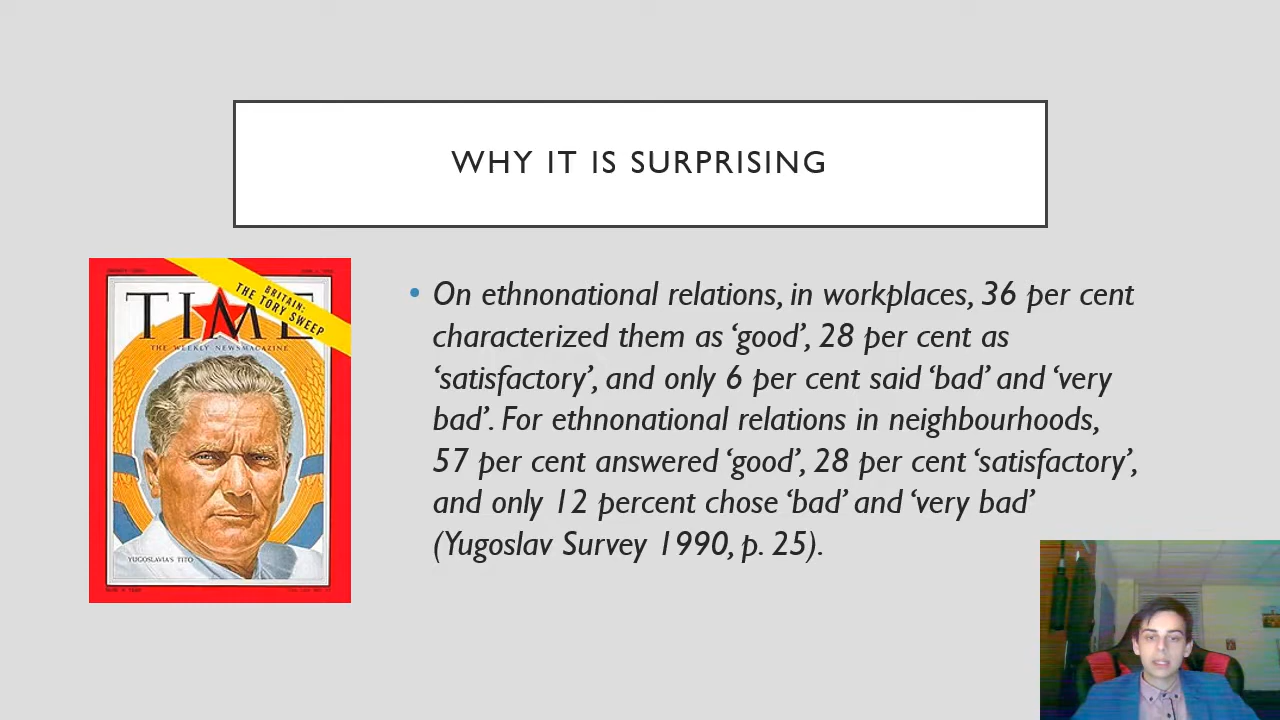 WHY IT IS SURPRISING
BRITAIN:
THE TORY SWEEP
TIME
THE WEEKLY NEWSMAGAZINE
YUGOSLAVIA'S TITO
• On ethnonational relations, in workplaces, 36 per cent
characterized them as ‘good’, 28 per cent as
‘satisfactory’, and only 6 per cent said ‘bad’ and ‘very
bad’. For ethnonational relations in neighbourhoods,
57 per cent answered ‘good’, 28 per cent ‘satisfactory’,
and only 12 percent chose ‘bad’ and ‘very bad’
(Yugoslav Survey 1990, p. 25).